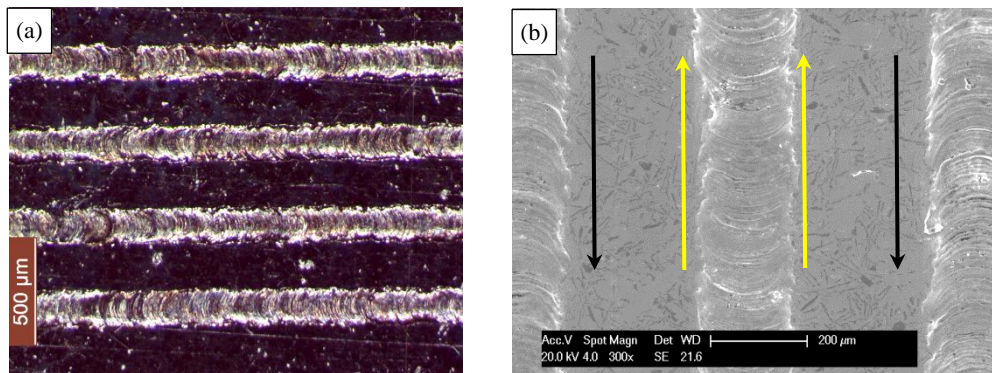 (a)
500 µm
(b)
Acc.V Spot Magn Det WD 200 µm
20.0 kV 4.0 300x SE 21.6